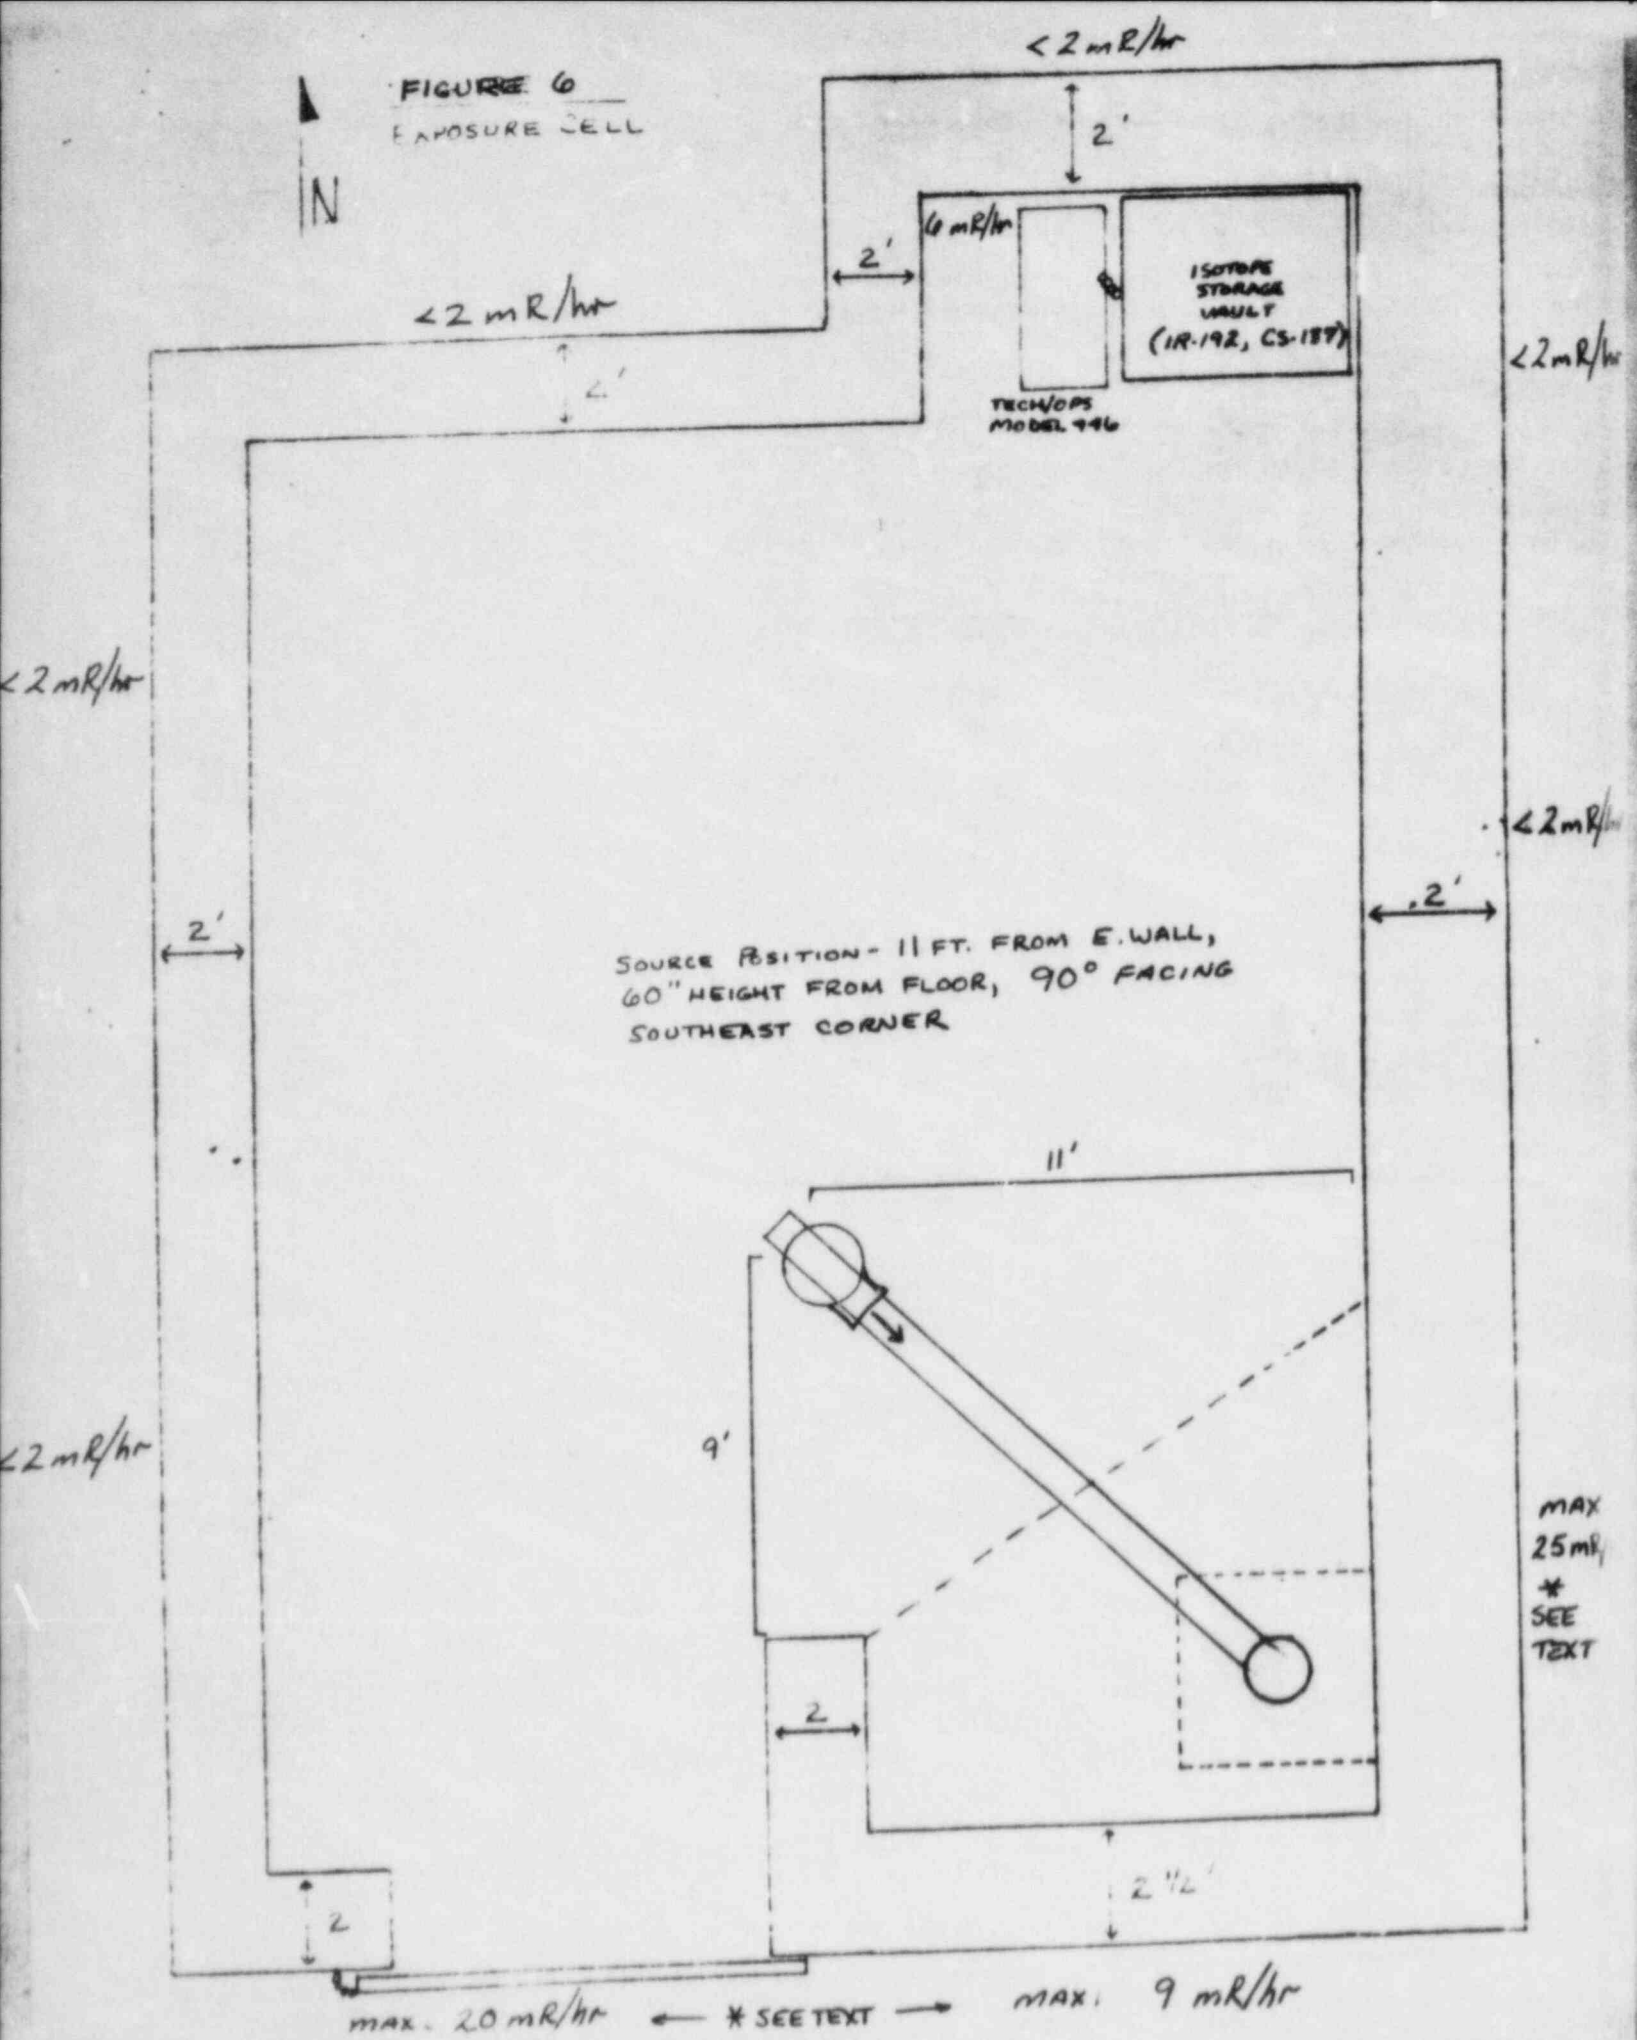 < 2 mR/hr
FIGURE 6
EXPOSURE CELL
2'
N
6 mR/hr
2'
ISOTOPE
STORAGE
VAULT
(IR-192, CS-137)
< 2 mR/hr
< 2 mR/hr
2'
TECH/OPS
MODEL
< 2 mR/hr
< 2 mR/hr
2'
2'
SOURCE POSITION - 11 FT. FROM E. WALL,
60" HEIGHT FROM FLOOR, 90° FACING
SOUTHEAST CORNER
11'
9'
< 2 mR/hr
MAX
25 mR/
*
SEE
TEXT
2
2 1/2'
2
MAX. 20 mR/hr ← * SEE TEXT → MAX. 9 mR/hr